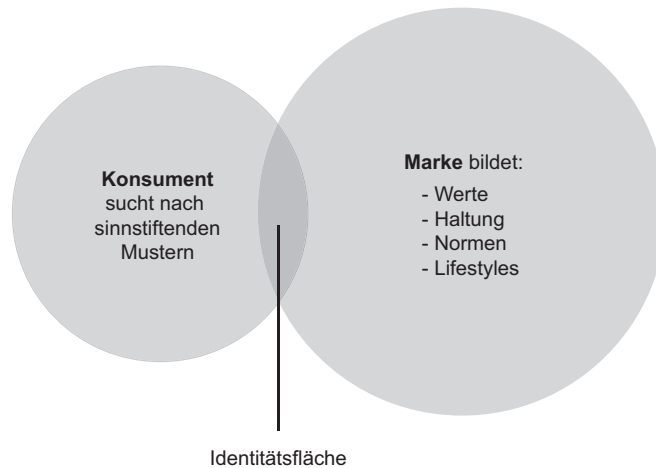 Konsument
sucht nach
sinnstiftenden
Mustern
Marke bildet:
- Werte
- Haltung
- Normen
- Lifestyles
Identitätsfläche